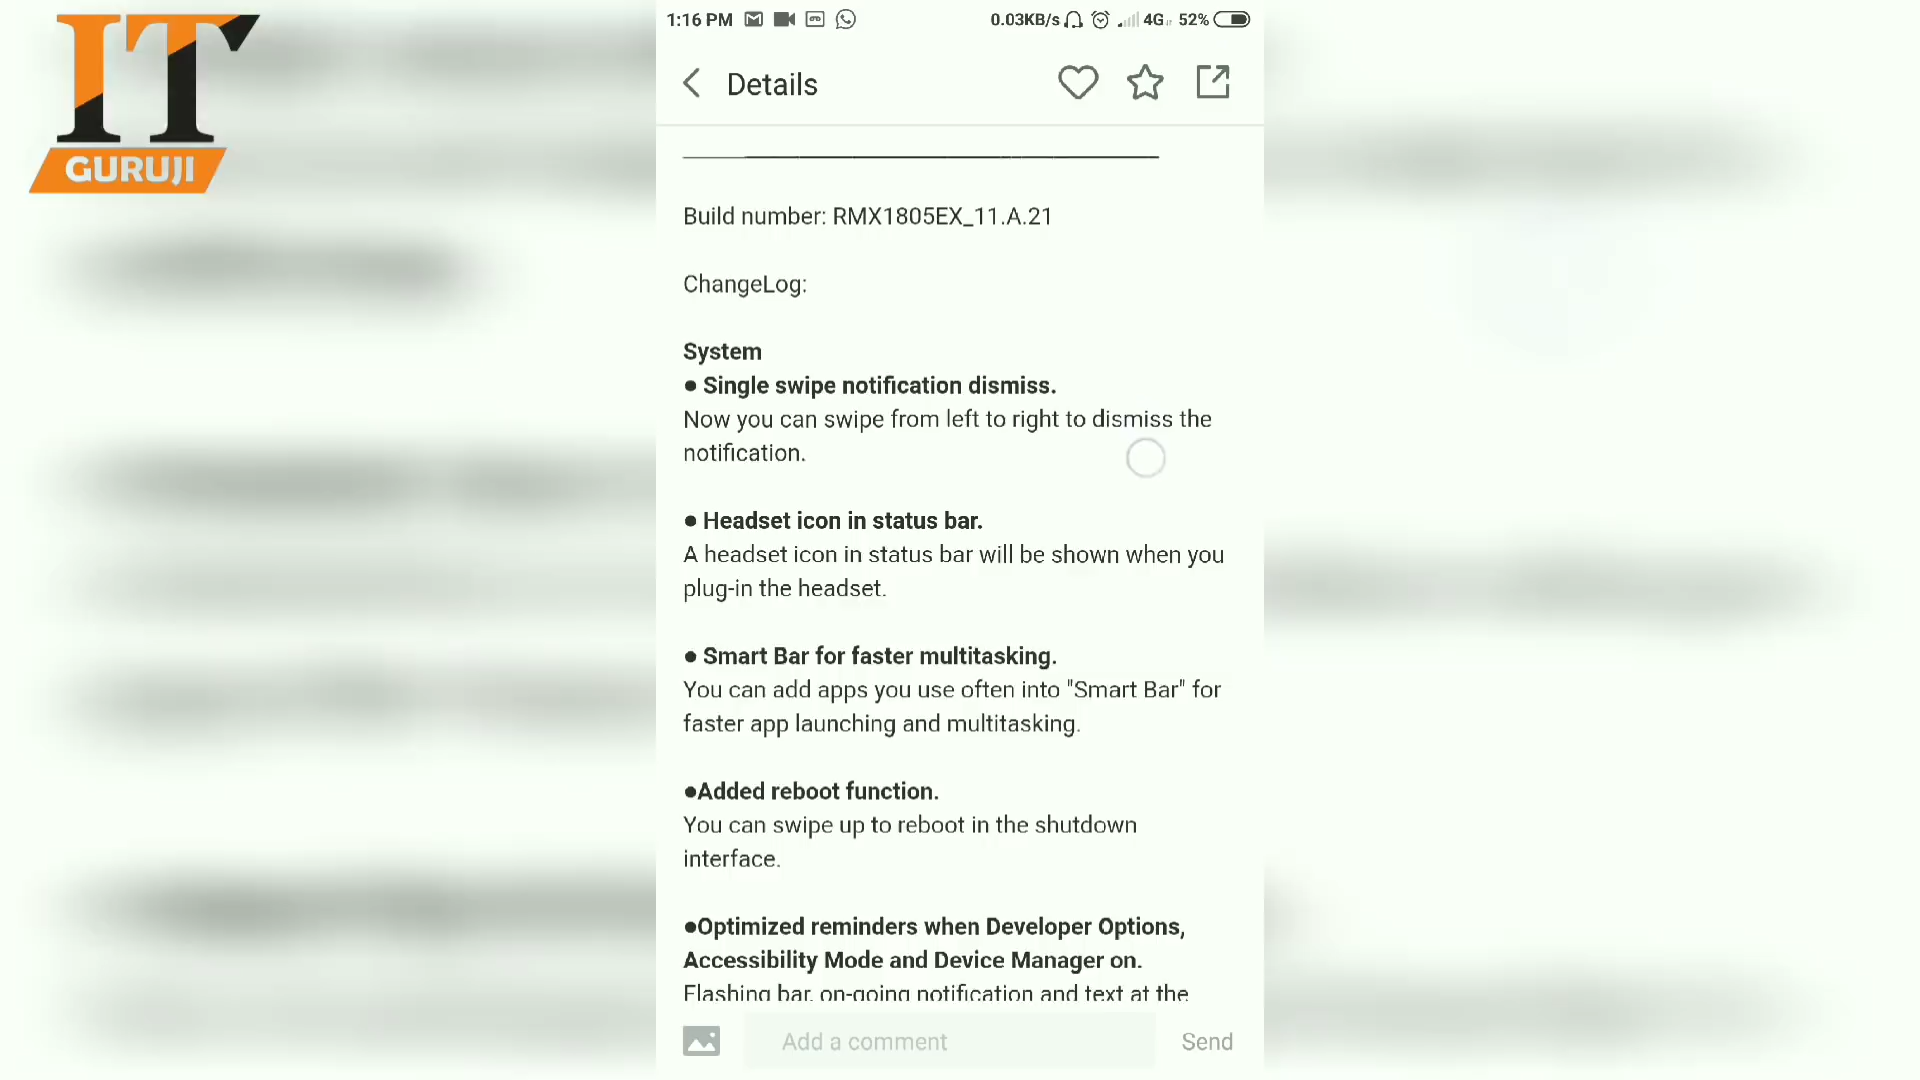 IT
GURUJI
1:16 PM
0.03KB/s 4G 52%
Details
Build number: RMX1805EX_11.A.21
ChangeLog:
System
● Single swipe notification dismiss.
Now you can swipe from left to right to dismiss the
notification.
● Headset icon in status bar.
A headset icon in status bar will be shown when you
plug-in the headset.
● Smart Bar for faster multitasking.
You can add apps you use often into "Smart Bar" for
faster app launching and multitasking.
●Added reboot function.
You can swipe up to reboot in the shutdown
interface.
●Optimized reminders when Developer Options,
Accessibility Mode and Device Manager on.
Flashing bar, on-going notification and text at the
Add a comment
Send